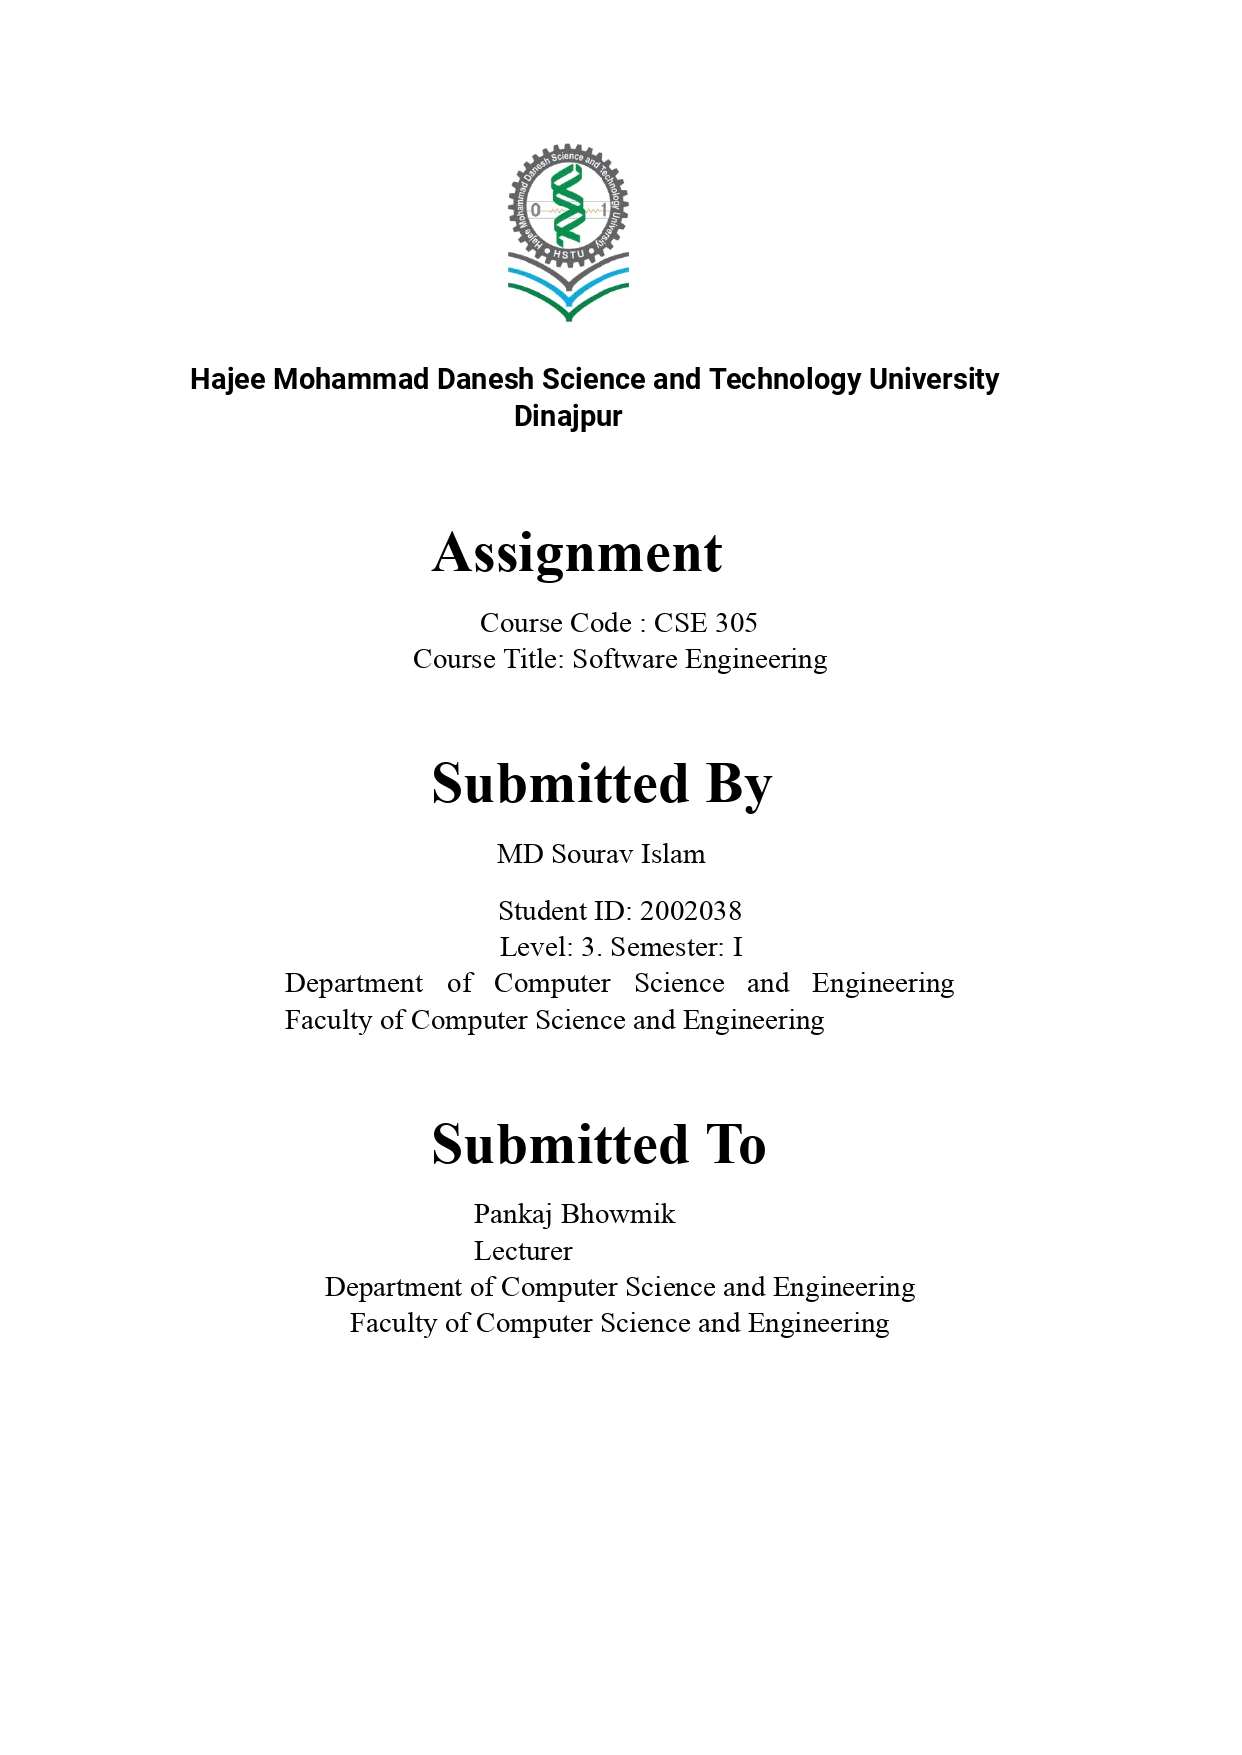 Hajee Mohammad Danesh Science and Technology University
HSTU
0 1
Hajee Mohammad Danesh Science and Technology University
Dinajpur
Assignment
Course Code : CSE 305
Course Title: Software Engineering
Submitted By
MD Sourav Islam
Student ID: 2002038
Level: 3. Semester: I
Department of Computer Science and Engineering
Faculty of Computer Science and Engineering
Submitted To
Pankaj Bhowmik
Lecturer
Department of Computer Science and Engineering
Faculty of Computer Science and Engineering